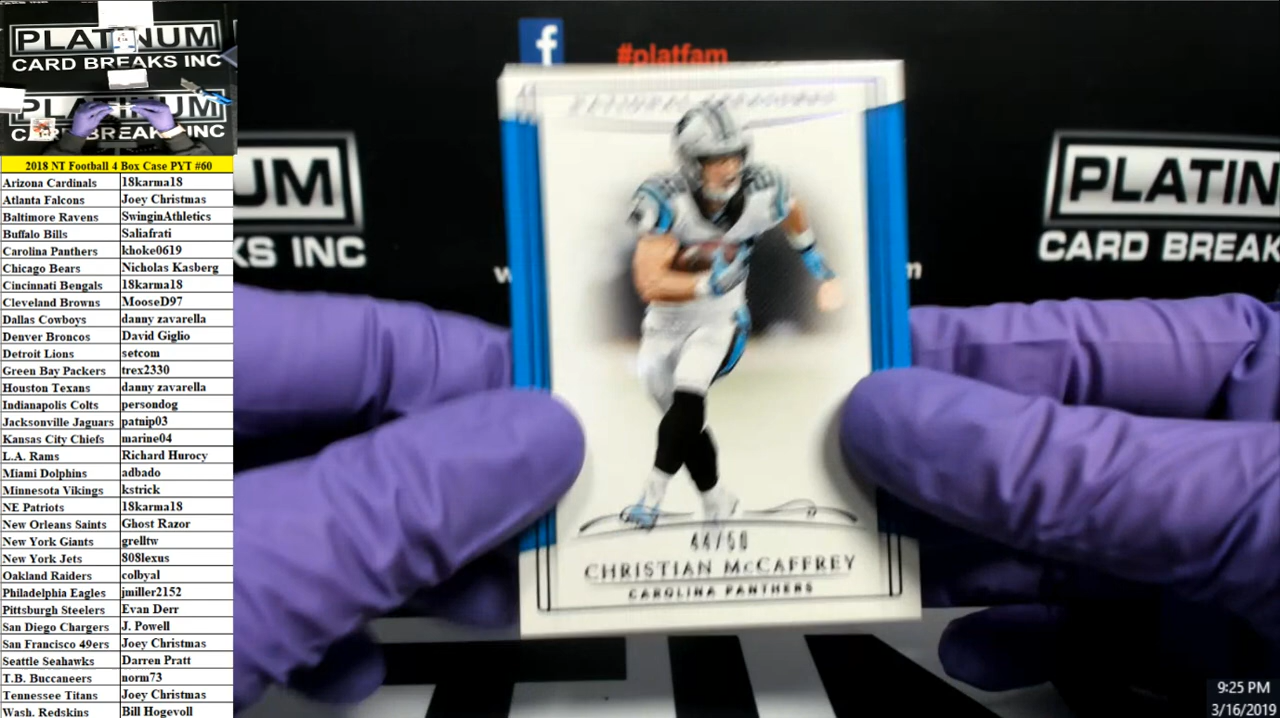 PLATINUM
CARD BREAKS INC
PLATINUM
CARD BREAKS INC
2018 NT Football 4 Box Case PYT #60
Arizona Cardinals 18karma18
Atlanta Falcons Joey Christmas
Baltimore Ravens SwinginAthletics
Buffalo Bills Saliafrati
Carolina Panthers khoke0619
Chicago Bears Nicholas Kasberg
Cincinnati Bengals 18karma18
Cleveland Browns MooseD97
Dallas Cowboys danny zavarella
Denver Broncos David Giglio
Detroit Lions setcom
Green Bay Packers trex2330
Houston Texans danny zavarella
Indianapolis Colts persondog
Jacksonville Jaguars patnip03
Kansas City Chiefs marine04
L.A. Rams Richard Hurocy
Miami Dolphins adbado
Minnesota Vikings kstrick
NE Patriots 18karma18
New Orleans Saints Ghost Razor
New York Giants grelltw
New York Jets 808lexus
Oakland Raiders colbyal
Philadelphia Eagles jmiller2152
Pittsburgh Steelers Evan Derr
San Diego Chargers J. Powell
San Francisco 49ers Joey Christmas
Seattle Seahawks Darren Pratt
T.B. Buccaneers norm73
Tennessee Titans Joey Christmas
Wash. Redskins Bill Hogevoll
f
#platfam
UM
KS INC
PLATIN
CARD BREAK
44/50
CHRISTIAN McCAFFREY
CAROLINA PANTHERS
9:25 PM
3/16/2019